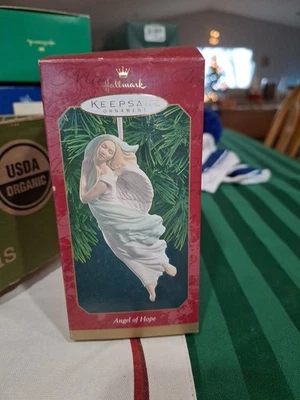 Hallmark
KEEPSAKE
ORNAMENT
Angel of Hope
USDA
ORGANIC